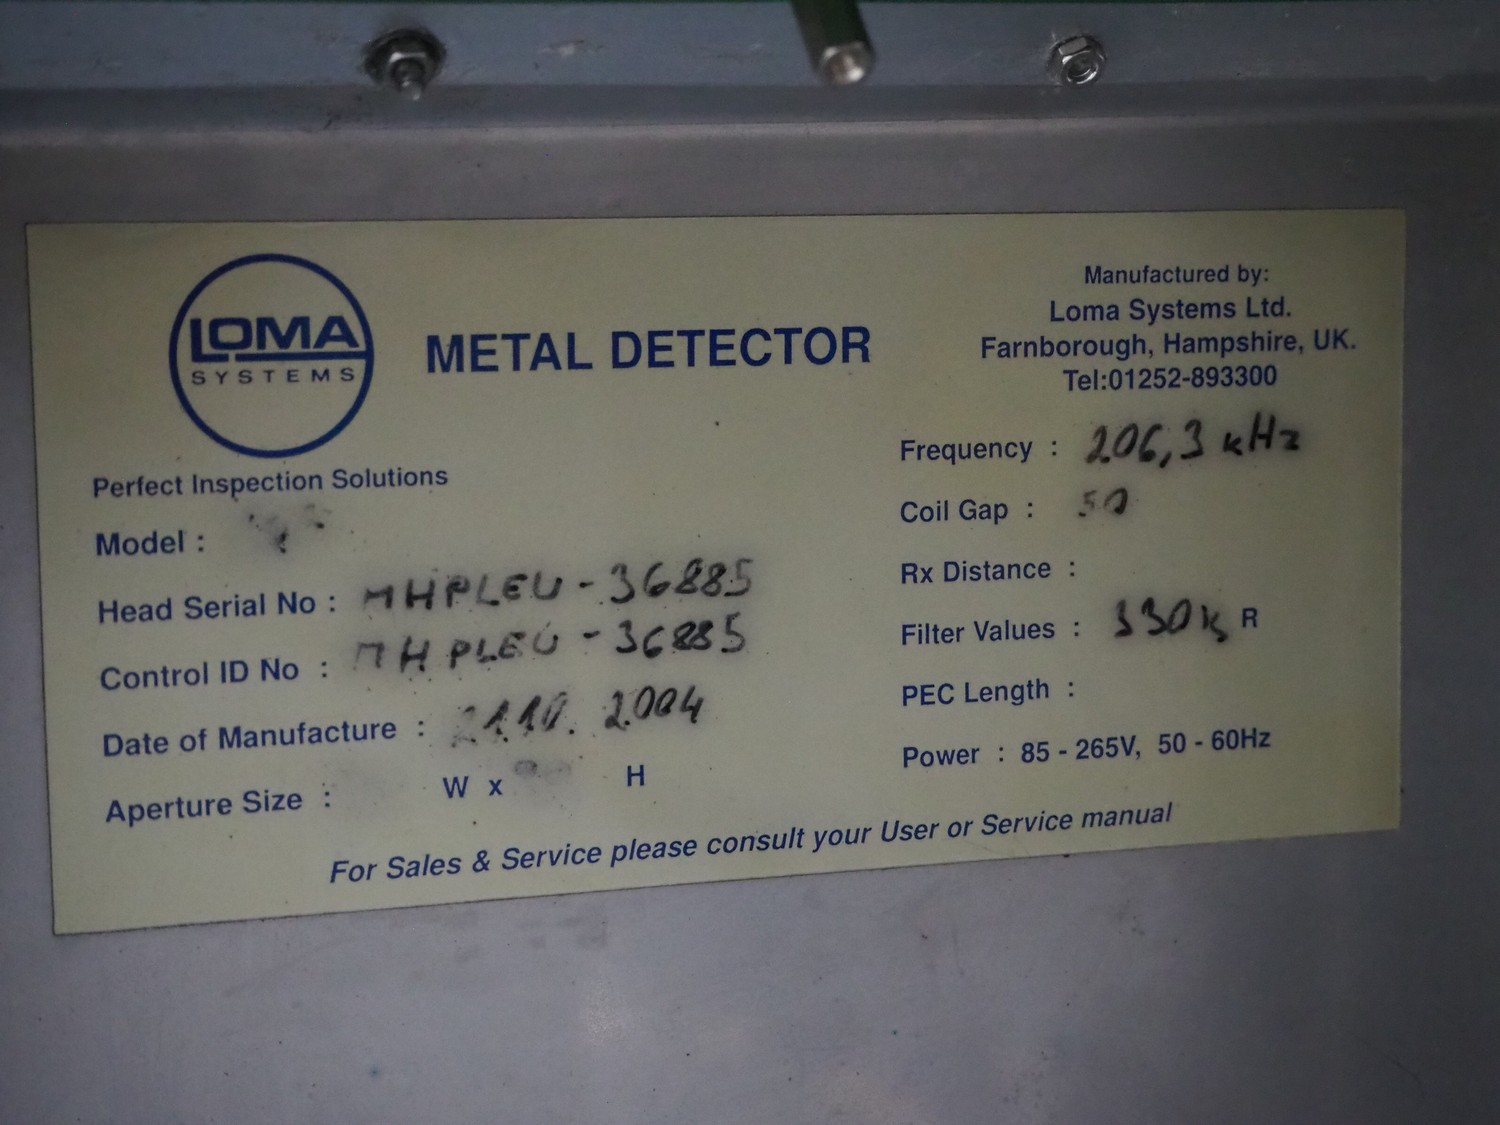 LOMA
SYSTEMS
METAL DETECTOR
Manufactured by:
Loma Systems Ltd.
Farnborough, Hampshire, UK.
Tel:01252-893300
Perfect Inspection Solutions
Model :
Head Serial No : MHPLEU-36885
Control ID No : MHPLEU-36885
Date of Manufacture : 21.10. 2004
Aperture Size : W x H
Frequency : 206,3 kHz
Coil Gap : 50
Rx Distance :
Filter Values : 330k R
PEC Length :
Power : 85 - 265V, 50 - 60Hz
For Sales & Service please consult your User or Service manual